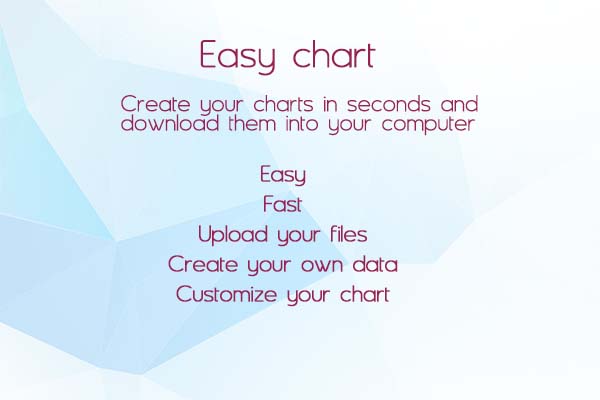 Easy chart
Create your charts in seconds and
download them into your computer
Easy
Fast
Upload your files
Create your own data
Customize your chart